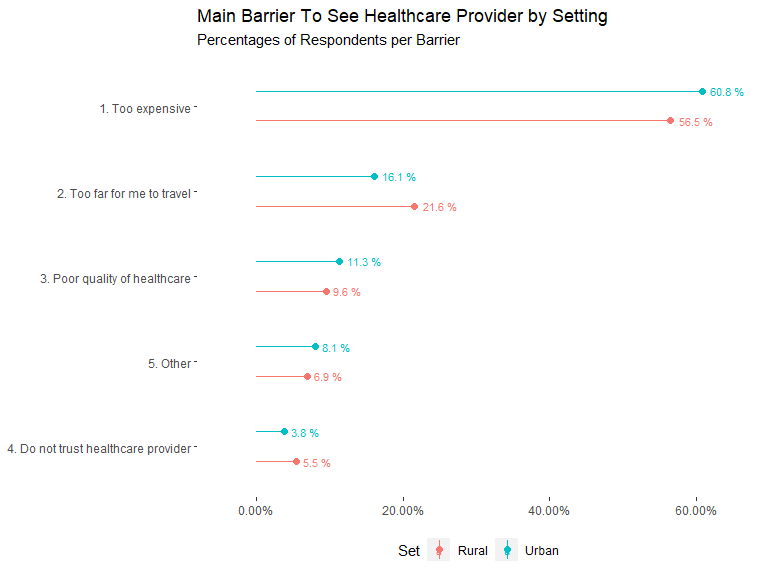 Main Barrier To See Healthcare Provider by Setting
Percentages of Respondents per Barrier
60.8 %
1. Too expensive
56.5 %
16.1 %
2. Too far for me to travel
21.6 %
11.3 %
3. Poor quality of healthcare
9.6 %
8.1 %
5. Other
6.9 %
3.8 %
4. Do not trust healthcare provider
5.5 %
0.00% 20.00% 40.00% 60.00%
Set Rural Urban